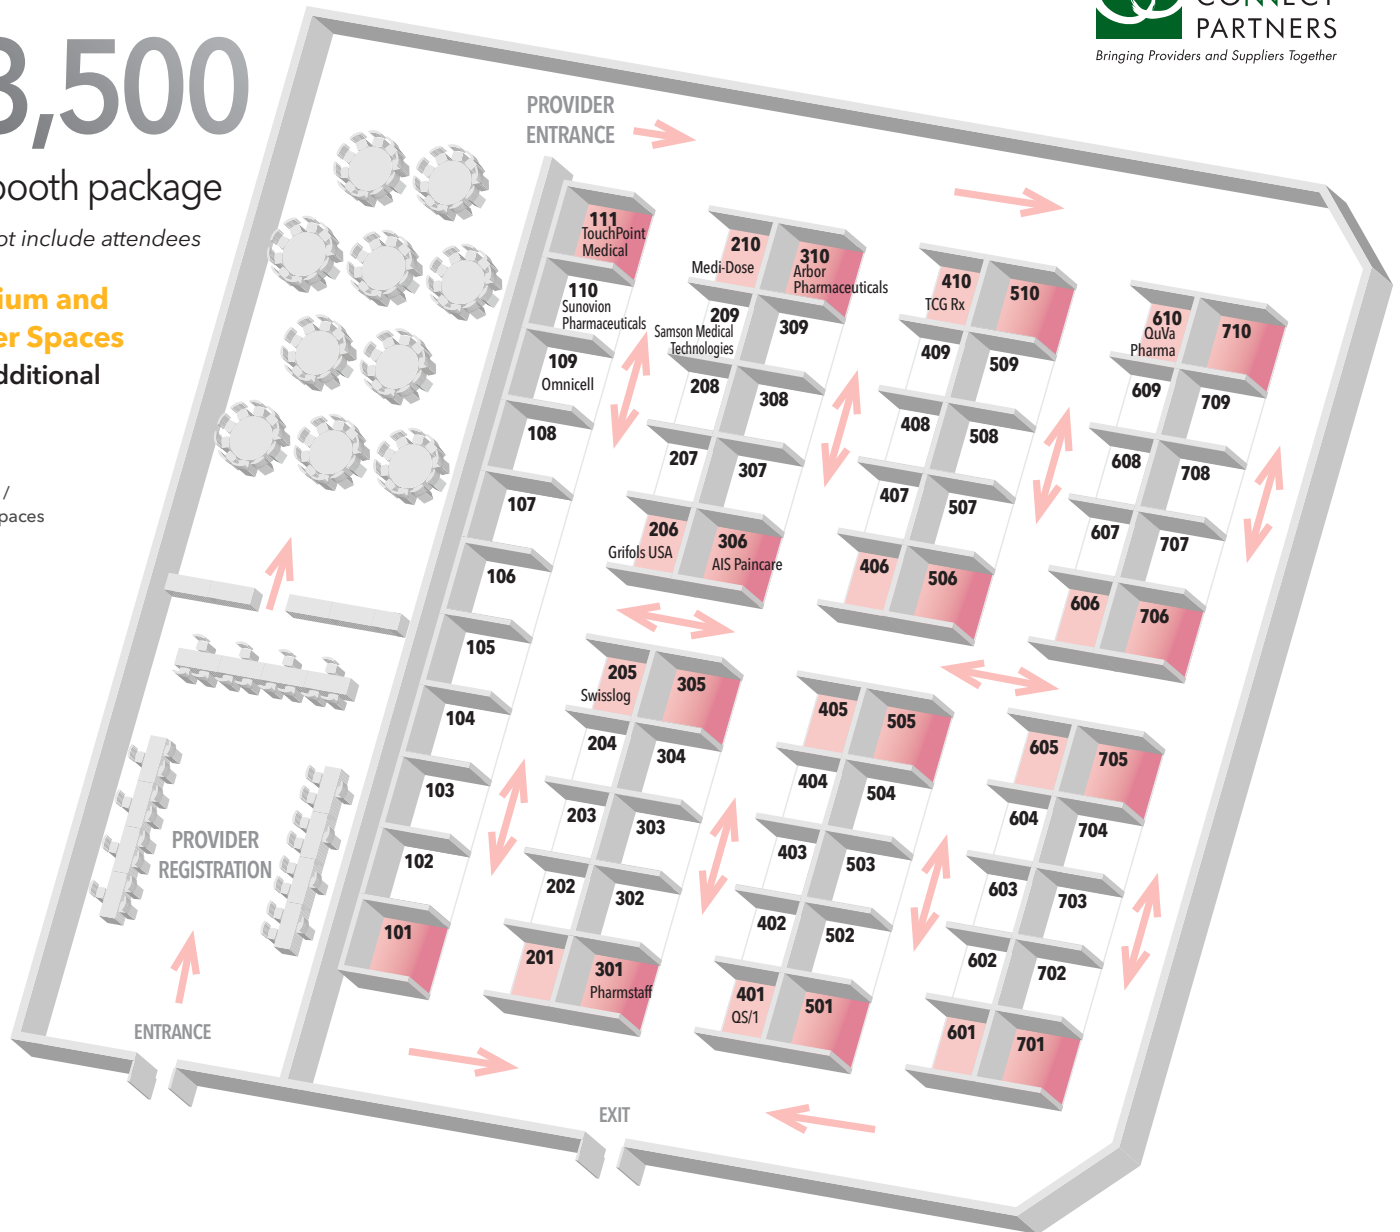 PARTNERS
Bringing Providers and Suppliers Together
3,500
booth package
ot include attendees
ium and
er Spaces
dditional
/
paces
PROVIDER
ENTRANCE
111
TouchPoint
Medical
110
Sunovion
Pharmaceuticals
109
Omnicell
108
107
106
105
104
103
102
101
210
Medi-Dose
209
Samson Medical
Technologies
208
207
206
Grifols USA
310
Arbor
Pharmaceuticals
309
308
307
306
AIS Paincare
205
Swisslog
204
203
202
201
305
304
303
302
301
Pharmstaff
410
TCG Rx
409
408
407
406
510
509
508
507
506
405
404
403
402
401
QS/1
505
504
503
502
501
610
QuVa
Pharma
609
608
607
606
710
709
708
707
706
605
604
603
602
601
705
704
703
702
701
PROVIDER
REGISTRATION
ENTRANCE
EXIT